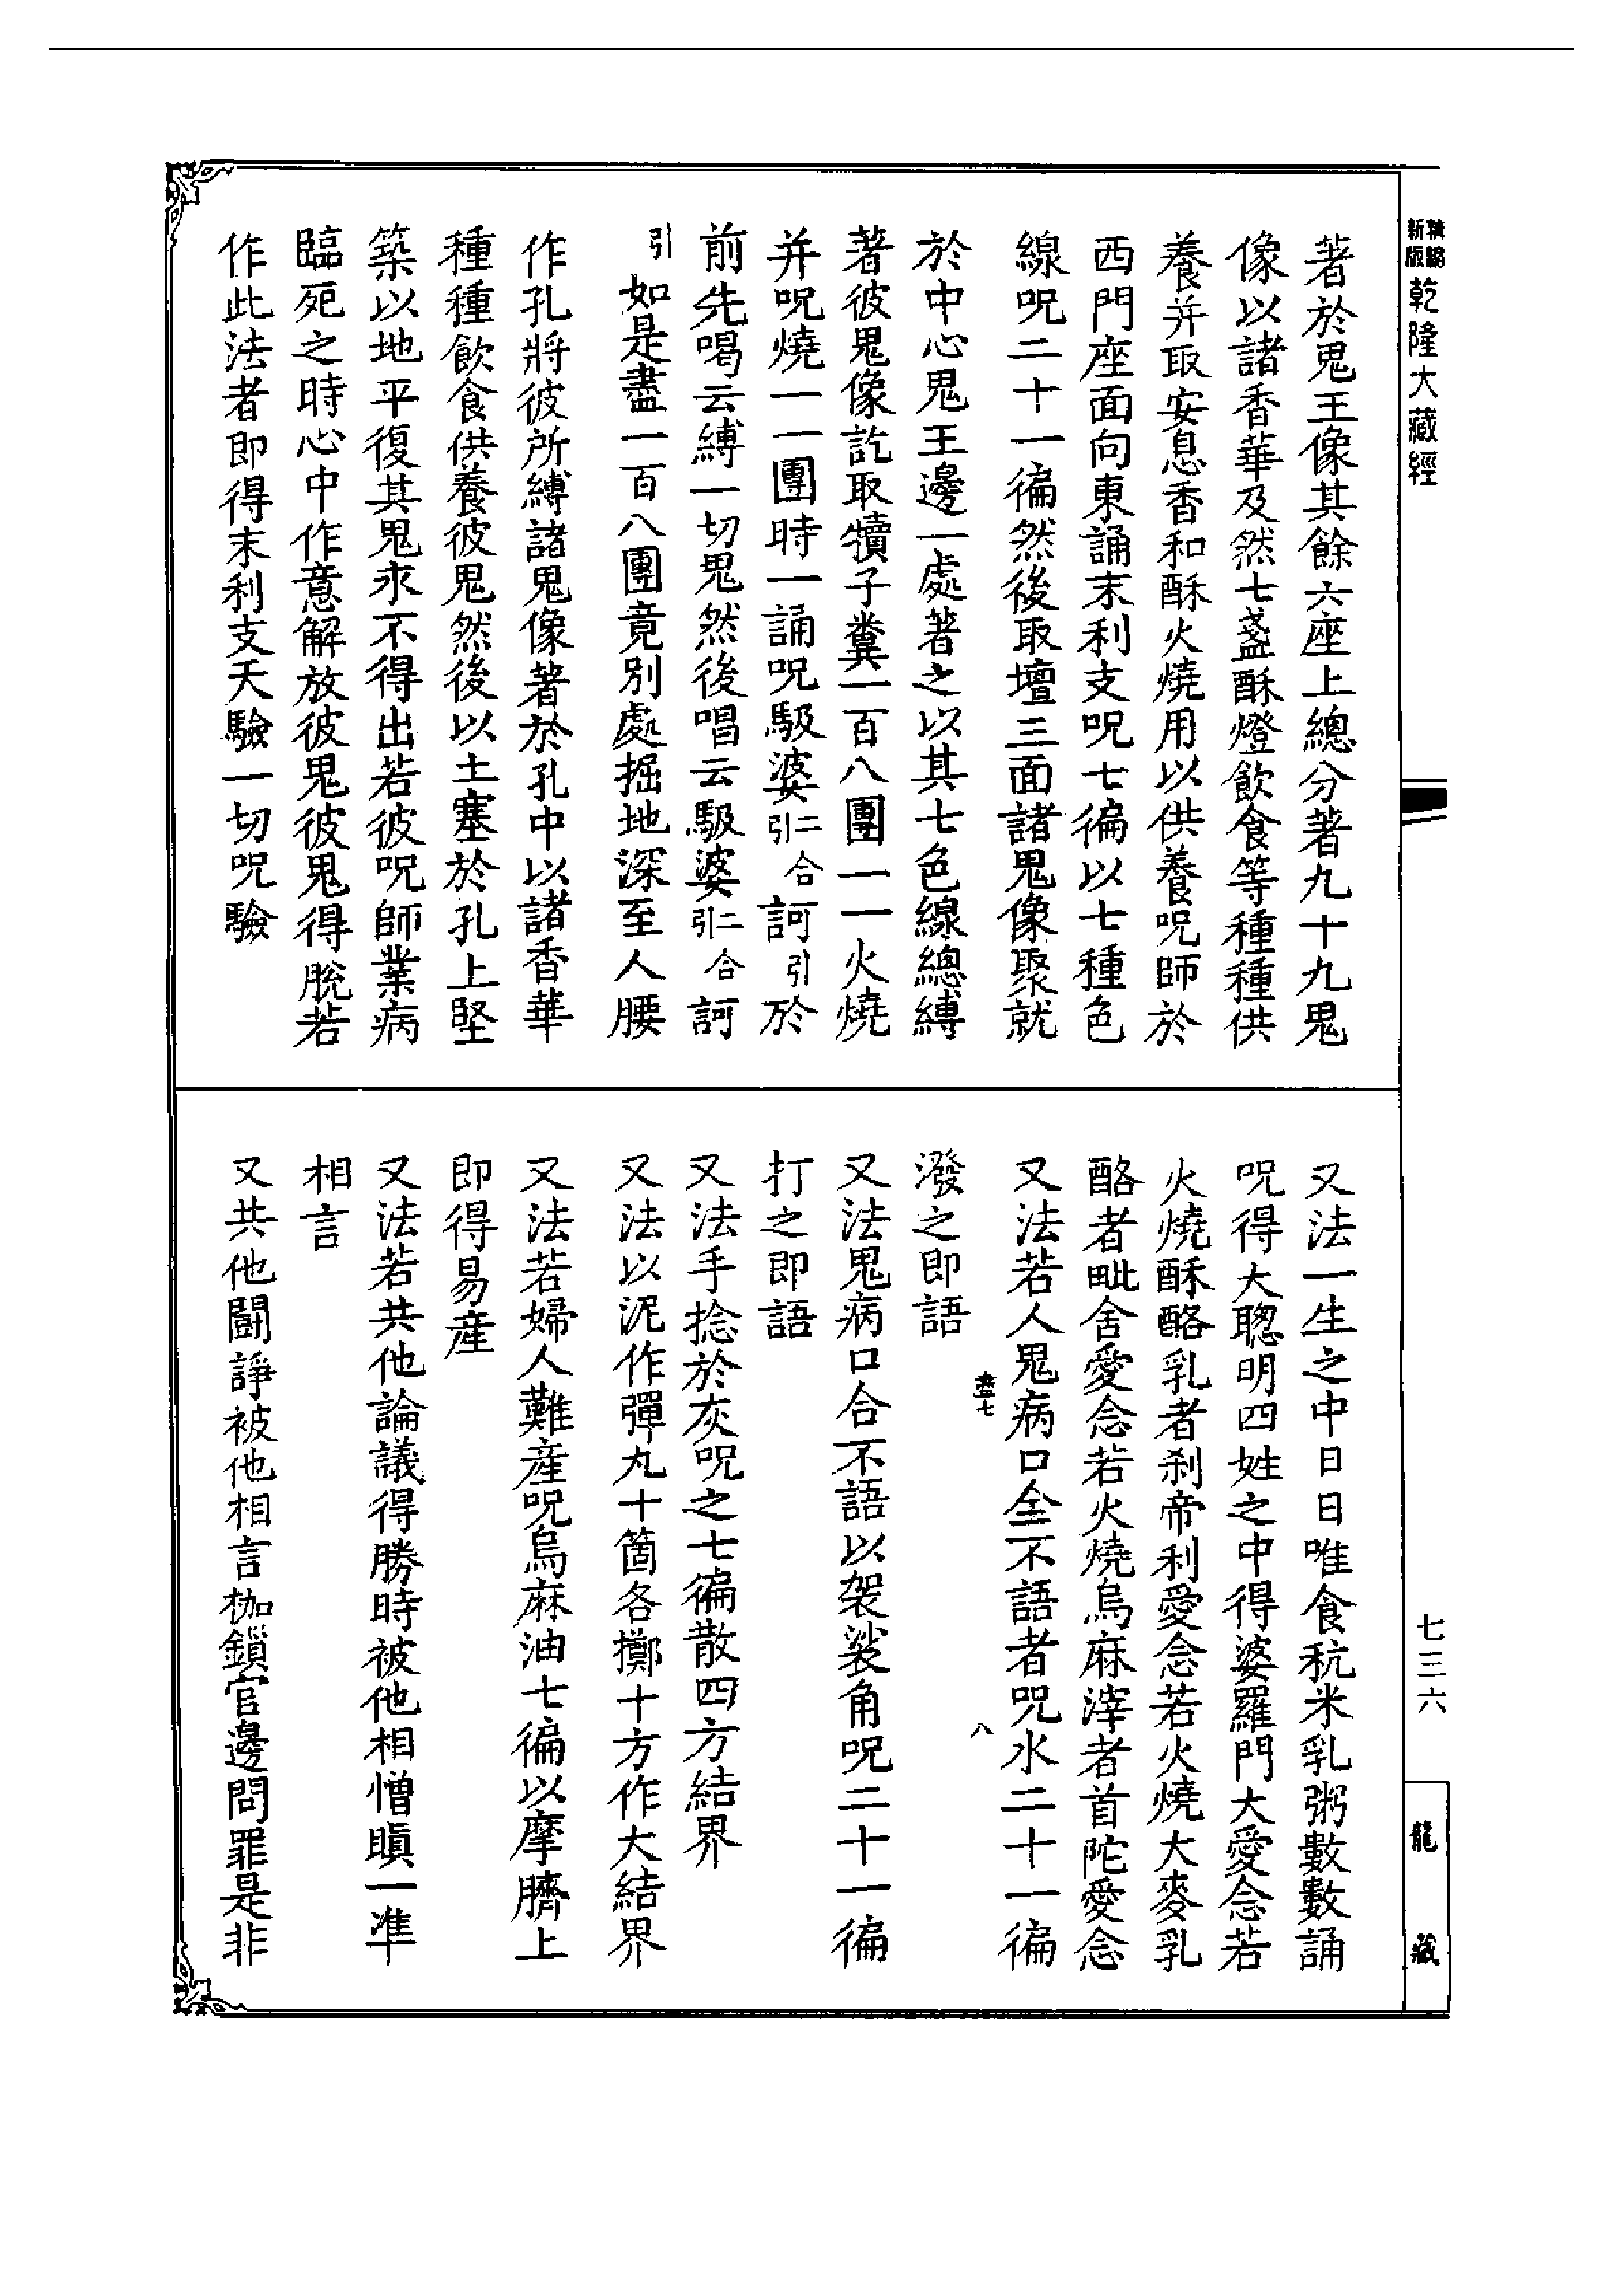 新版精縮乾隆大藏經
七三六
龍藏
著於鬼王像其餘六座上總分著九十九鬼
像以諸香華及然七盞酥燈飲食等種種供
養并取安息香和酥火燒用以供養呪師於
西門座面向東誦末利支呪七徧以七種色
線呪二十一徧然後取壇三面諸鬼像聚就
於中心鬼王邊一處著之以其七色線總縛
著彼鬼像訖取犢子糞一百八團一一火燒
并呪燒一一團時一誦呪馺婆引二合訶引於
前先喝云縛一切鬼然後唱云馺婆引二合訶
引如是盡一百八團竟別處掘地深至人腰
作孔將彼所縛諸鬼像著於孔中以諸香華
種種飲食供養彼鬼然後以土塞於孔上堅
築以地平復其鬼永不得出若彼呪師業病
臨死之時心中作意解放彼鬼彼鬼得脫若
作此法者即得末利支天驗一切呪驗
又法一生之中日日唯食秔米乳粥數數誦
呪得大聰明四姓之中得婆羅門大愛念若
火燒酥酪乳者剎帝利愛念若火燒大麥乳
酪者毗舍愛念若火燒烏麻滓者首陀愛念
又法若人鬼病口全不語者呪水二十一徧
七 八
潑之即語
又法鬼病口合不語以袈裟角呪二十一徧
打之即語
又法手捻於灰呪之七徧散四方結界
又法以泥作彈丸十箇各擲十方作大結界
又法若婦人難產呪烏麻油七徧以摩臍上
即得易產
又法若共他論議得勝時被他相憎瞋一准
相言
又共他鬪諍被他相言枷鎖官邊問罪是非